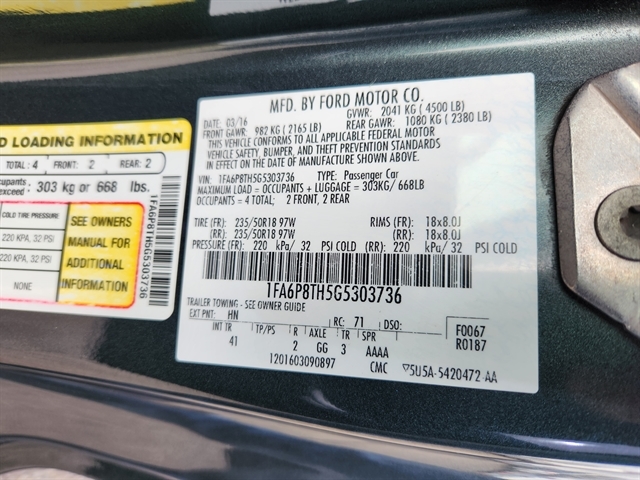 D LOADING INFORMATION
TOTAL: 4 FRONT: 2 REAR: 2
upants: 303 kg or 668 lbs.
exceed:
COLD TIRE PRESSURE
220 KPA, 32 PSI
220 KPA, 32 PSI
NONE
SEE OWNERS
MANUAL FOR
ADDITIONAL
INFORMATION
1FA6P8TH5G5303736
MFD. BY FORD MOTOR CO.
DATE: 03/16 GVWR: 2041 KG ( 4500 LB)
FRONT GAWR: 982 KG ( 2165 LB) REAR GAWR: 1080 KG ( 2380 LB)
THIS VEHICLE CONFORMS TO ALL APPLICABLE FEDERAL MOTOR
VEHICLE SAFETY, BUMPER, AND THEFT PREVENTION STANDARDS IN EFFECT
ON THE DATE OF MANUFACTURE SHOWN ABOVE.
VIN: 1FA6P8TH5G5303736 TYPE: Passenger Car
MAXIMUM LOAD = OCCUPANTS + LUGGAGE = 303KG/ 668LB
OCCUPANTS = 4 TOTAL: 2 FRONT, 2 REAR
TIRE (FR): 235/50R18 97W RIMS (FR): 18x8.0J
(RR): 235/50R18 97W (RR): 18x8.0J
PRESSURE (FR): 220 kPa/ 32 PSI COLD (RR): 220 kPa/ 32 PSI COLD
1FA6P8TH5G5303736
TRAILER TOWING - SEE OWNER GUIDE
EXT PNT: HN RC: 71 DSO: F0067
INT TR TP/PS R AXLE TR SPR R0187
41 2 GG 3 AAAA
1201603090897 CMC ▽5U5A-5420472 AA